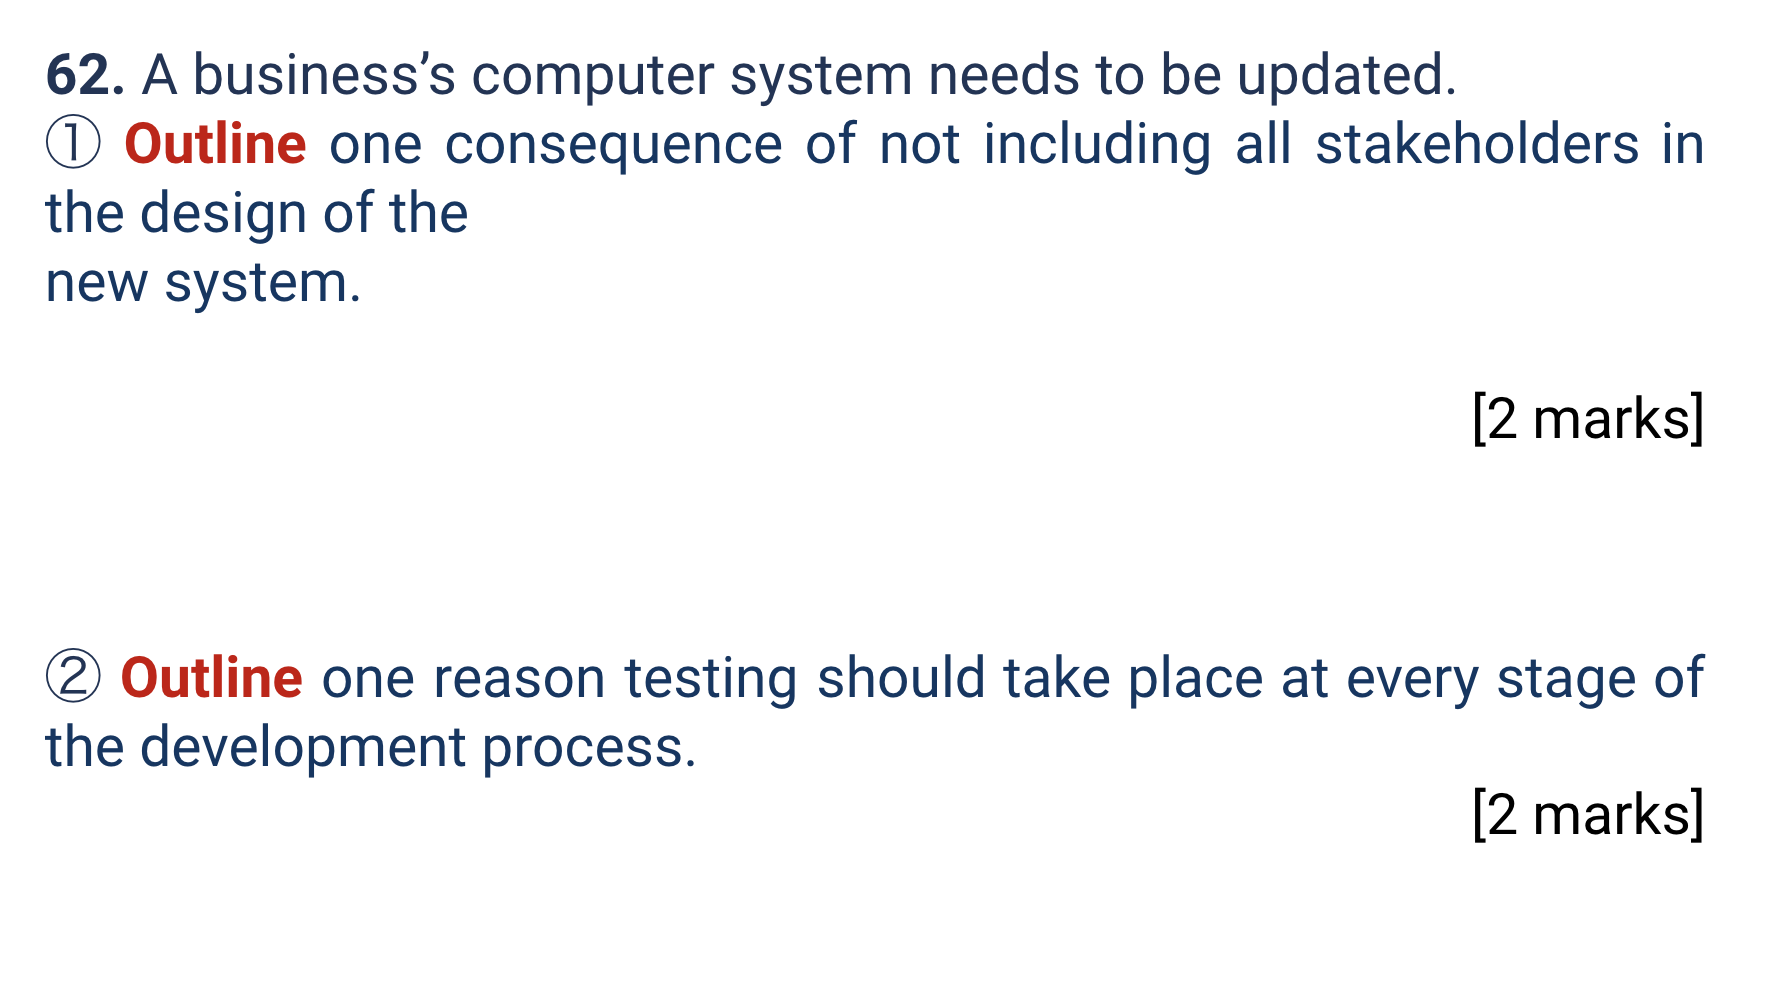 62. A business’s computer system needs to be updated.
① Outline one consequence of not including all stakeholders in
the design of the
new system.
[2 marks]
② Outline one reason testing should take place at every stage of
the development process.
[2 marks]